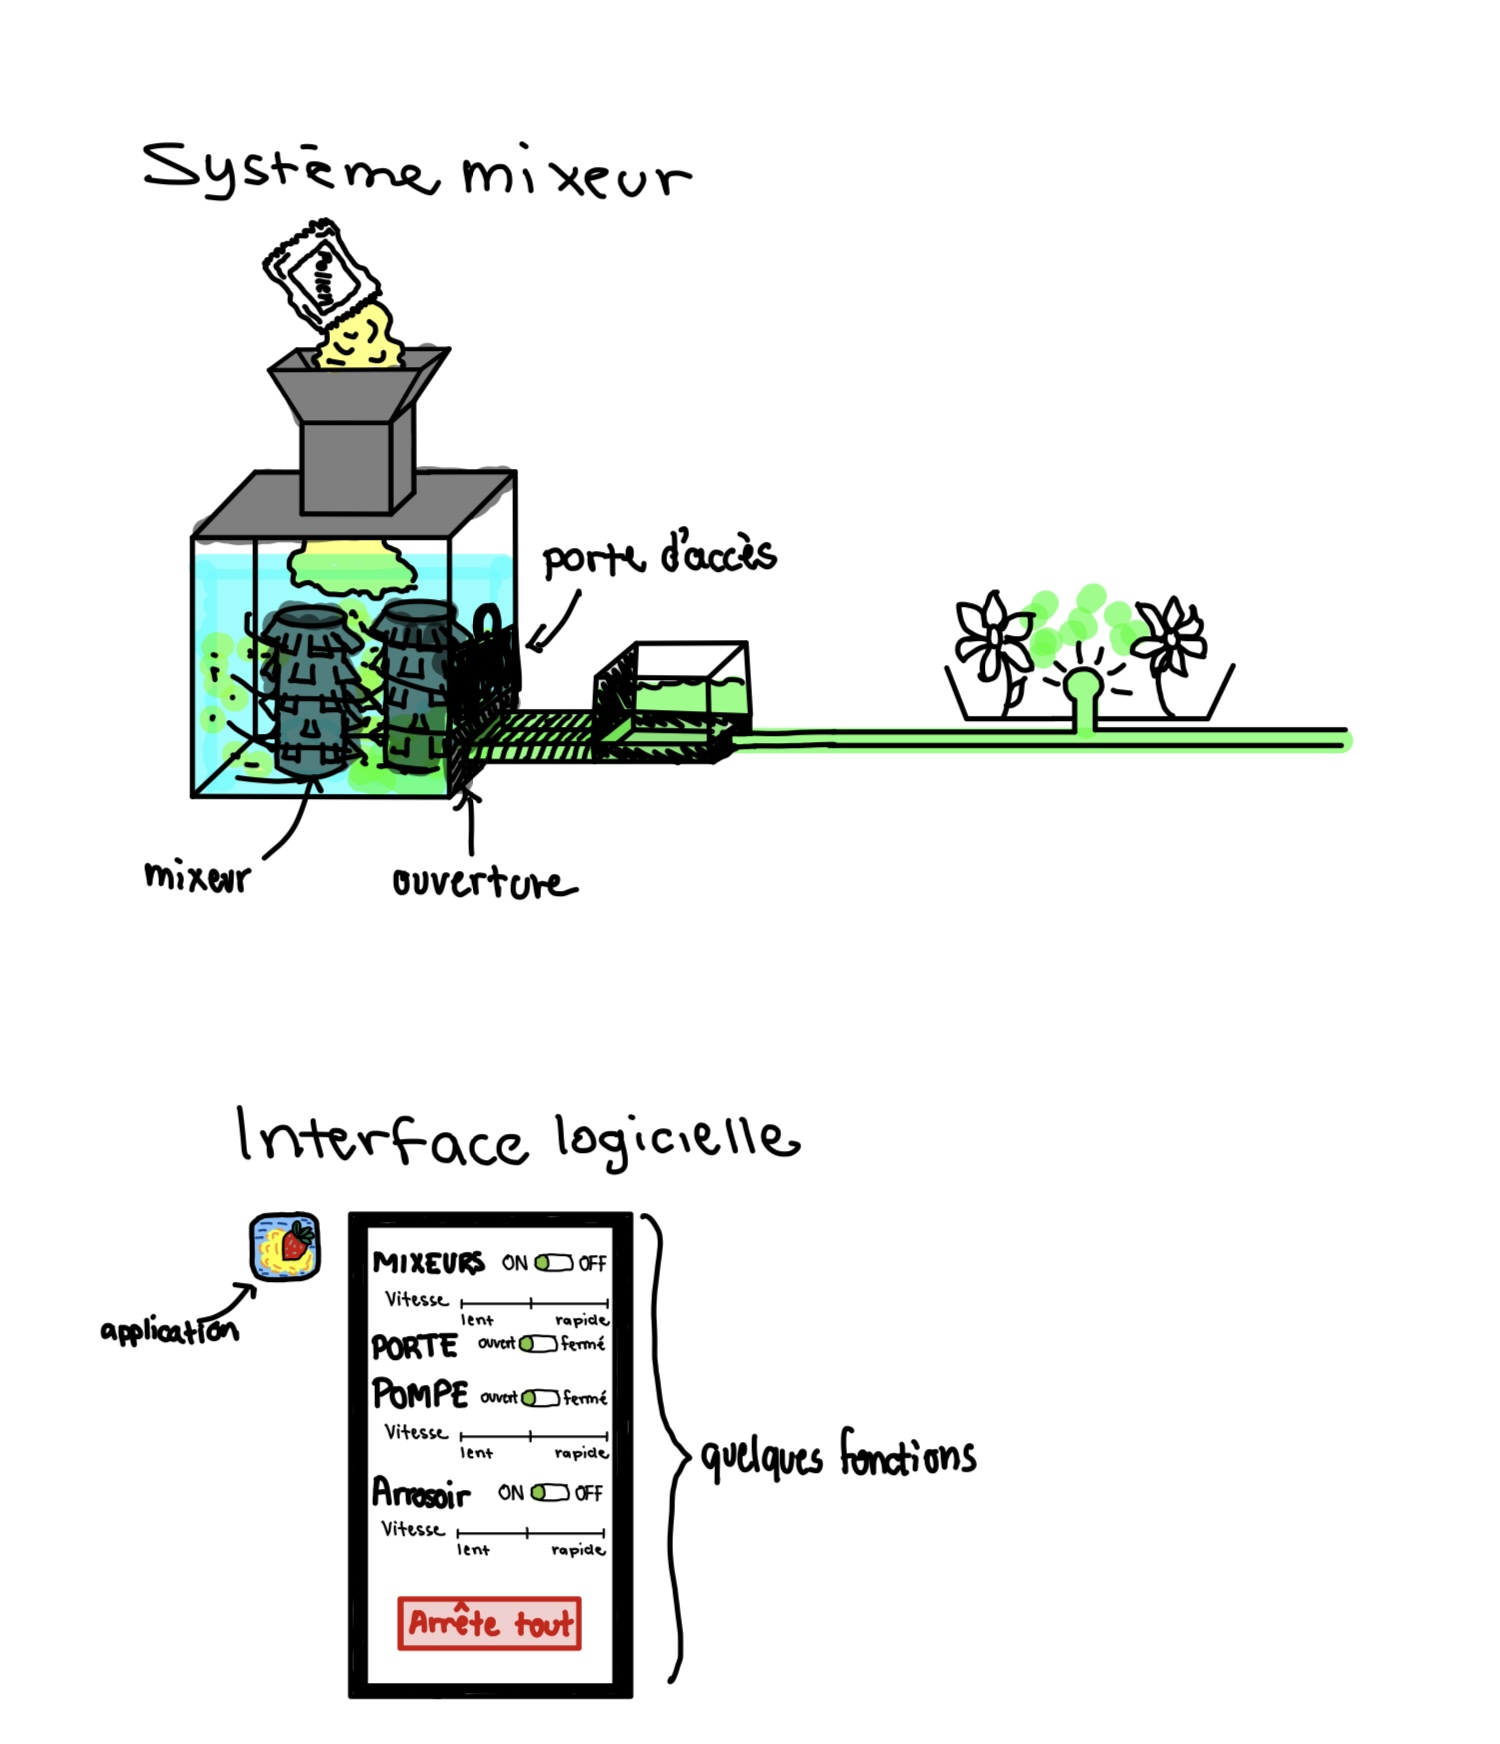 Système mixeur
Pollen
porte d'accès
mixeur
ouverture
Interface logicielle
application
MIXEURS ON OFF
Vitesse
lent rapide
PORTE ouvert fermé
POMPE ouvert fermé
Vitesse
lent rapide
Arrosoir ON OFF
Vitesse
lent rapide
Arrête tout
quelques fonctions